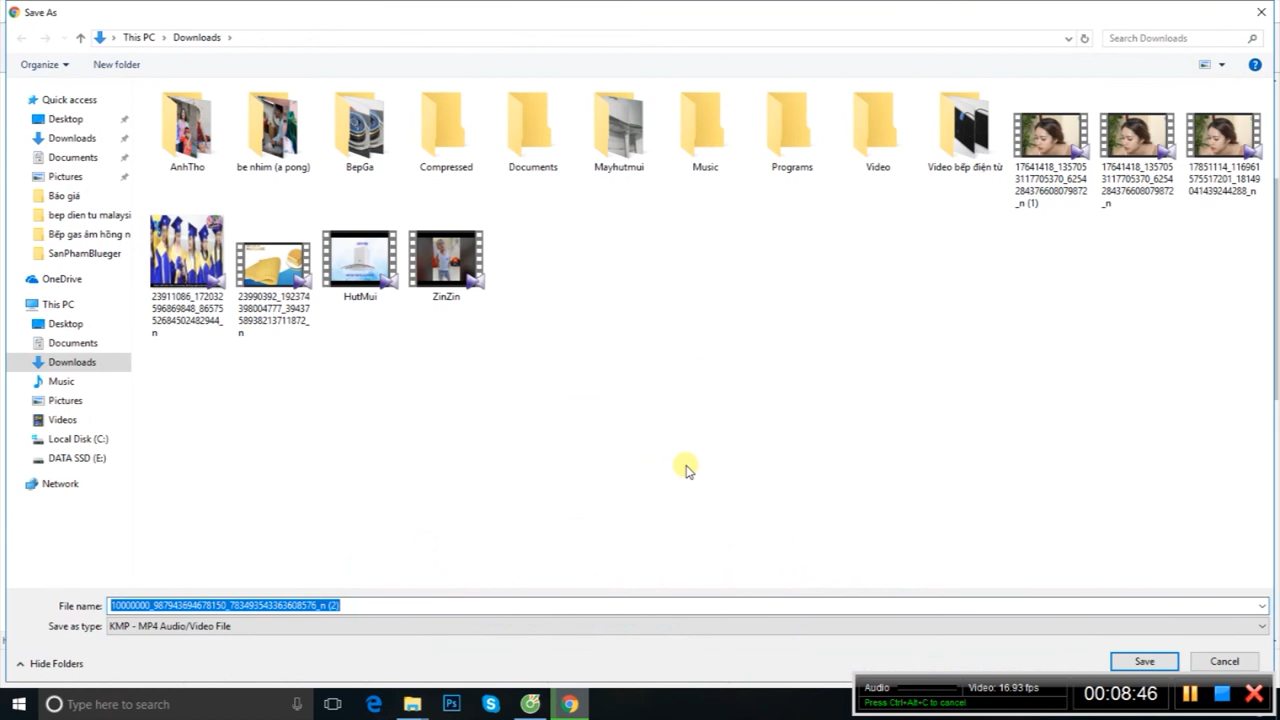 Save As
This PC
Downloads
Search Downloads
Organize
New folder
Quick access
Desktop
Downloads
Documents
Pictures
Báo giá
bep dien tu malaysi
Bếp gas âm hồng n
SanPhamBlueger
OneDrive
This PC
Desktop
Documents
Downloads
Music
Pictures
Videos
Local Disk (C:)
DATA SSD (E:)
Network
AnhTho
be nhim (a pong)
BepGa
Compressed
Documents
Mayhutmui
Music
Programs
Video
Video bếp điện từ
17641418_135705
3117705370_6254
284376608079872
_n (1)
17641418_135705
3117705370_6254
284376608079872
_n
17851114_116961
575517201_18149
041439244288_n
23911086_172032
596869848_86575
52684502482944_
n
23990392_192374
398004777_39437
58938213711872_
n
HutMui
ZinZin
File name:
10000000_987943694678150_783493543363608576_n (2)
Save as type:
KMP - MP4 Audio/Video File
Hide Folders
Save
Cancel
Type here to search
Audio
Video: 16.93 fps
Press Ctrl+Alt+C to cancel
00:08:46